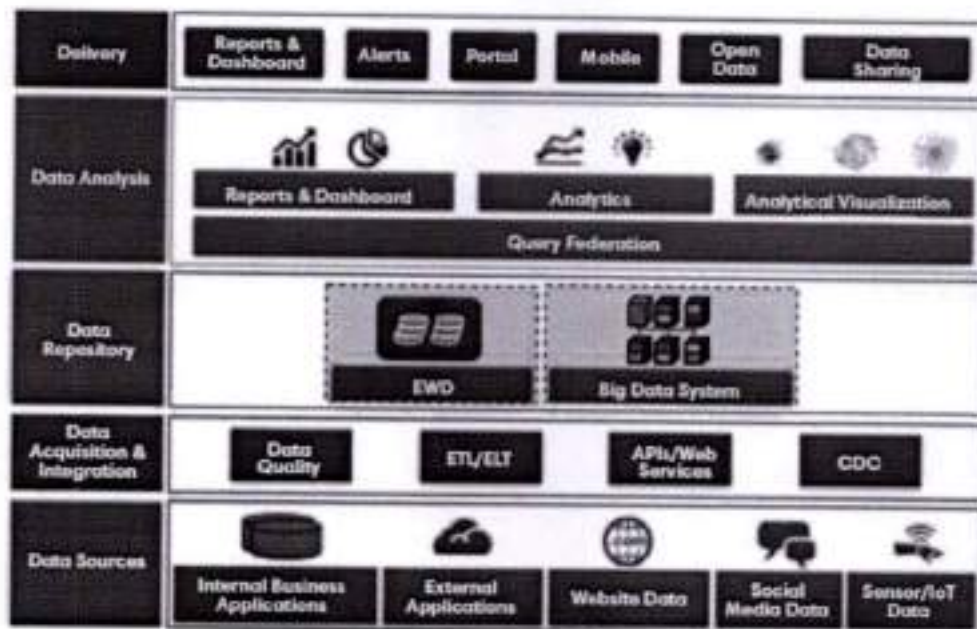 Delivery
Reports &
Dashboard
Alerts
Portal
Mobile
Open
Data
Data
Sharing
Data Analysis
Reports & Dashboard
Analytics
Analytical Visualization
Query Federation
Data
Repository
EWD
Big Data System
Data
Acquisition &
Integration
Data
Quality
ETL/ELT
APIs/Web
Services
CDC
Data Sources
Internal Business
Applications
External
Applications
Website Data
Social
Media Data
Sensor/IoT
Data